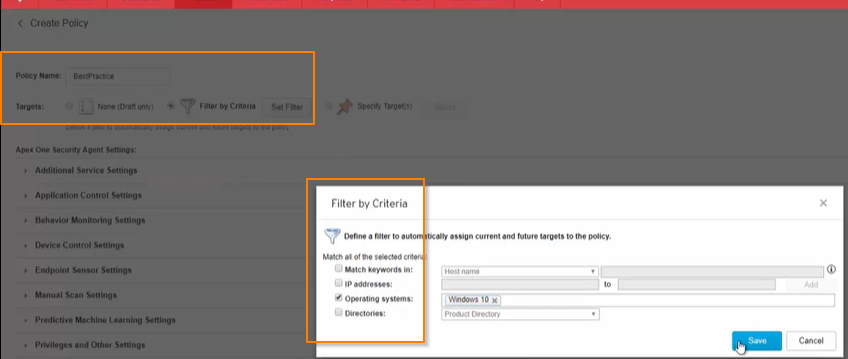 Create Policy
Policy Name: BestPractice
Targets: None (Draft only) Filter by Criteria Set Filter Specify Target(s)
Define a filter to automatically assign current and future targets to the policy
Apex One Security Agent Settings:
Additional Service Settings
Application Control Settings
Behavior Monitoring Settings
Device Control Settings
Endpoint Sensor Settings
Manual Scan Settings
Predictive Machine Learning Settings
Privileges and Other Settings
Filter by Criteria
Define a filter to automatically assign current and future targets to the policy.
Match all of the selected criteria:
Match keywords in: Host name
IP addresses: to Add
Operating systems: Windows 10
Directories: Product Directory
Save Cancel